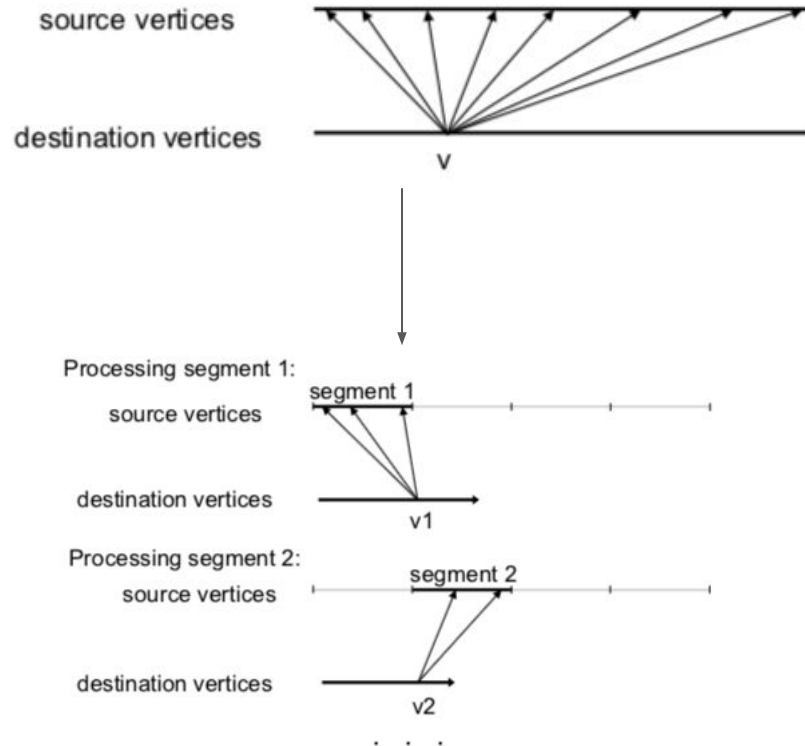 source vertices
destination vertices
v
Processing segment 1:
segment 1
source vertices
destination vertices
v1
Processing segment 2:
segment 2
source vertices
destination vertices
v2
. . .